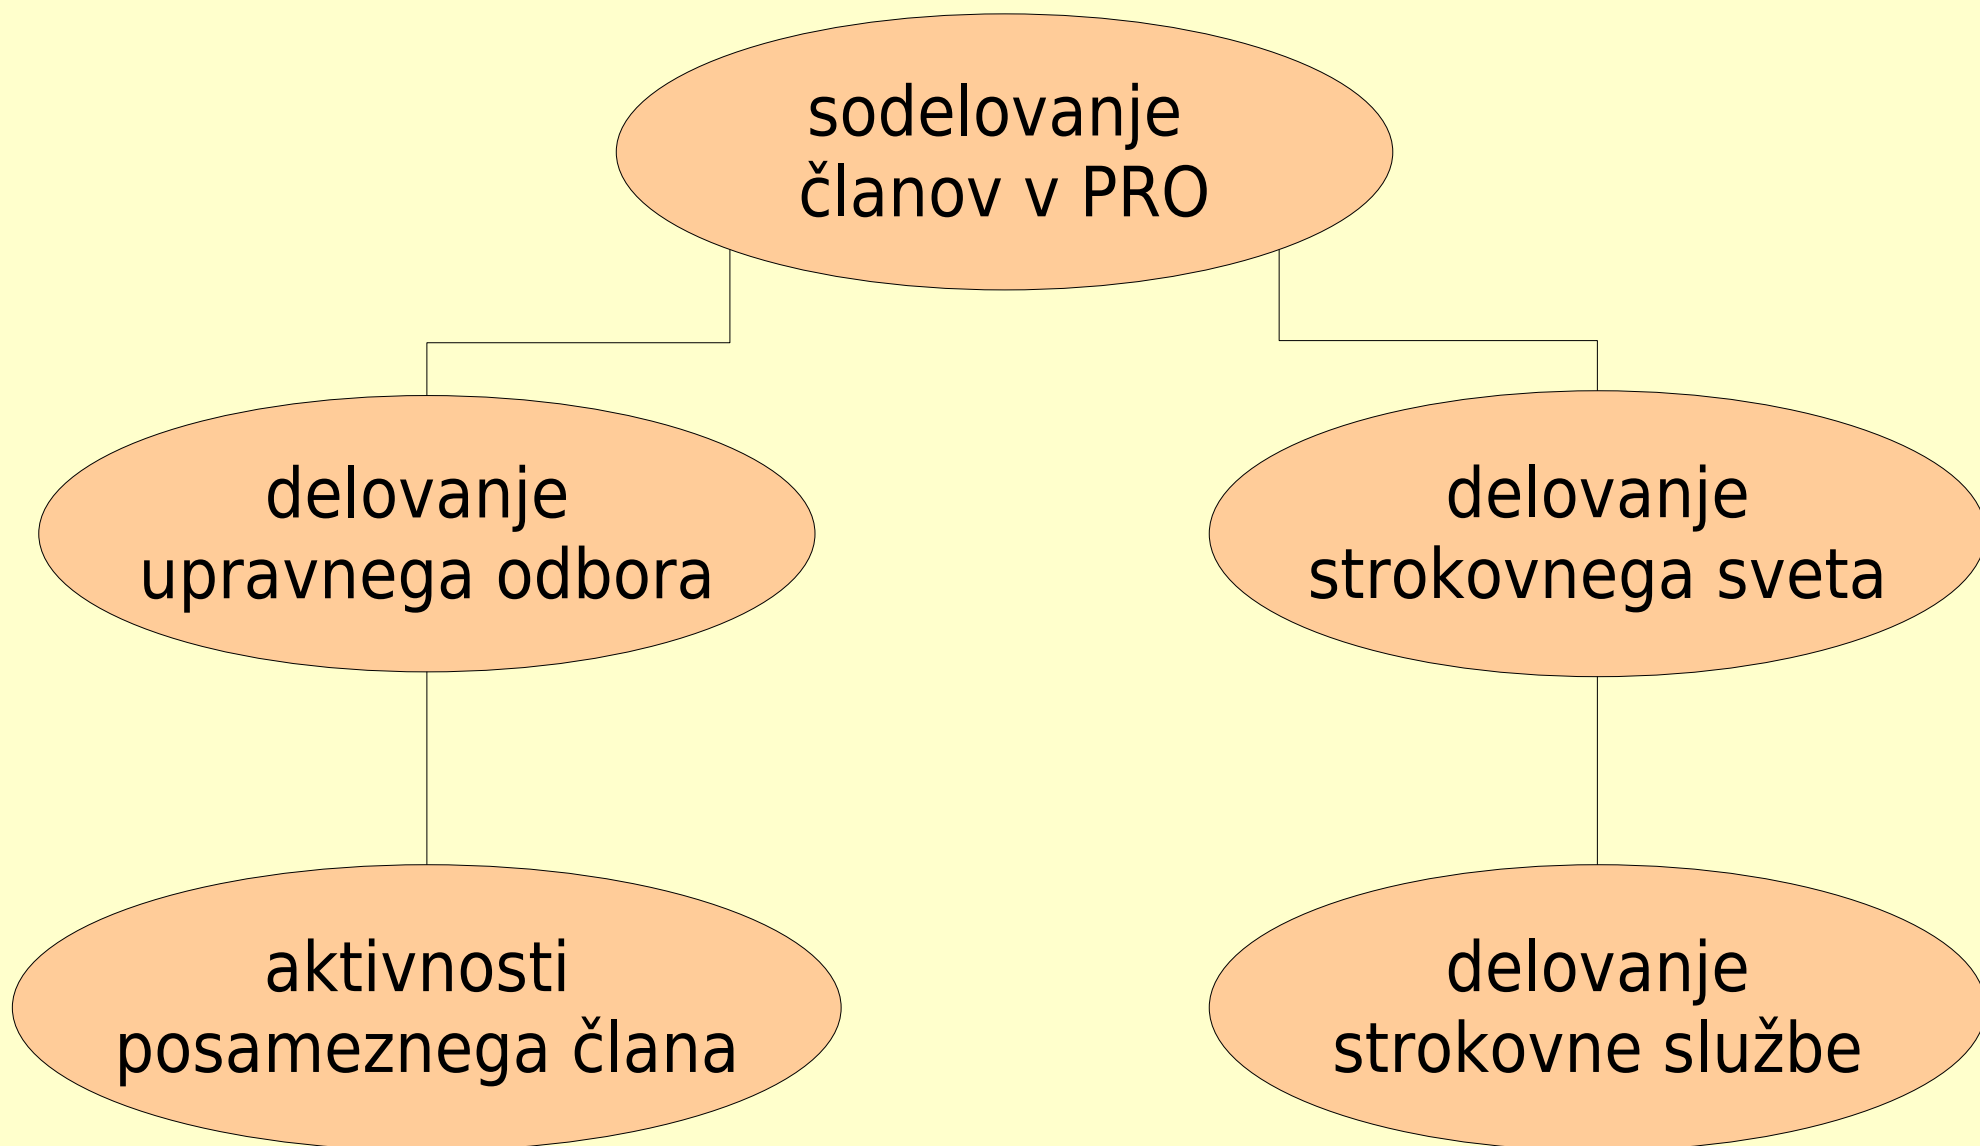 sodelovanje
članov v PRO
delovanje
upravnega odbora
delovanje
strokovnega sveta
aktivnosti
posameznega člana
delovanje
strokovne službe